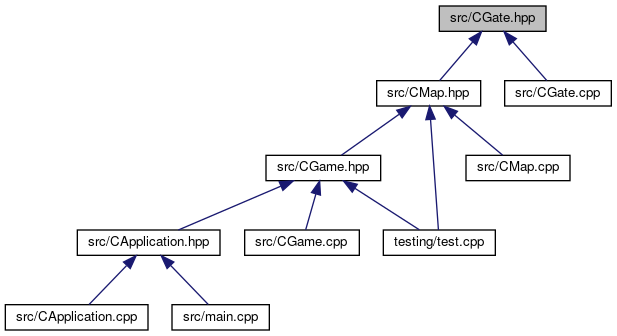 src/CGate.hpp
src/CMap.hpp
src/CGate.cpp
src/CGame.hpp
src/CMap.cpp
src/CApplication.hpp
src/CGame.cpp
testing/test.cpp
src/CApplication.cpp
src/main.cpp